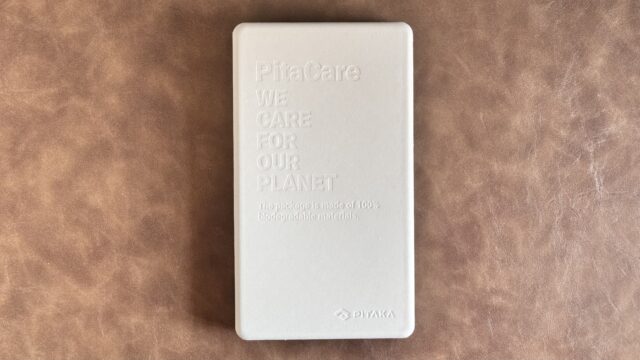 PitaCare
WE
CARE
FOR
OUR
PLANET
The package is made of 100%
biodegradable materials.
PITAKA